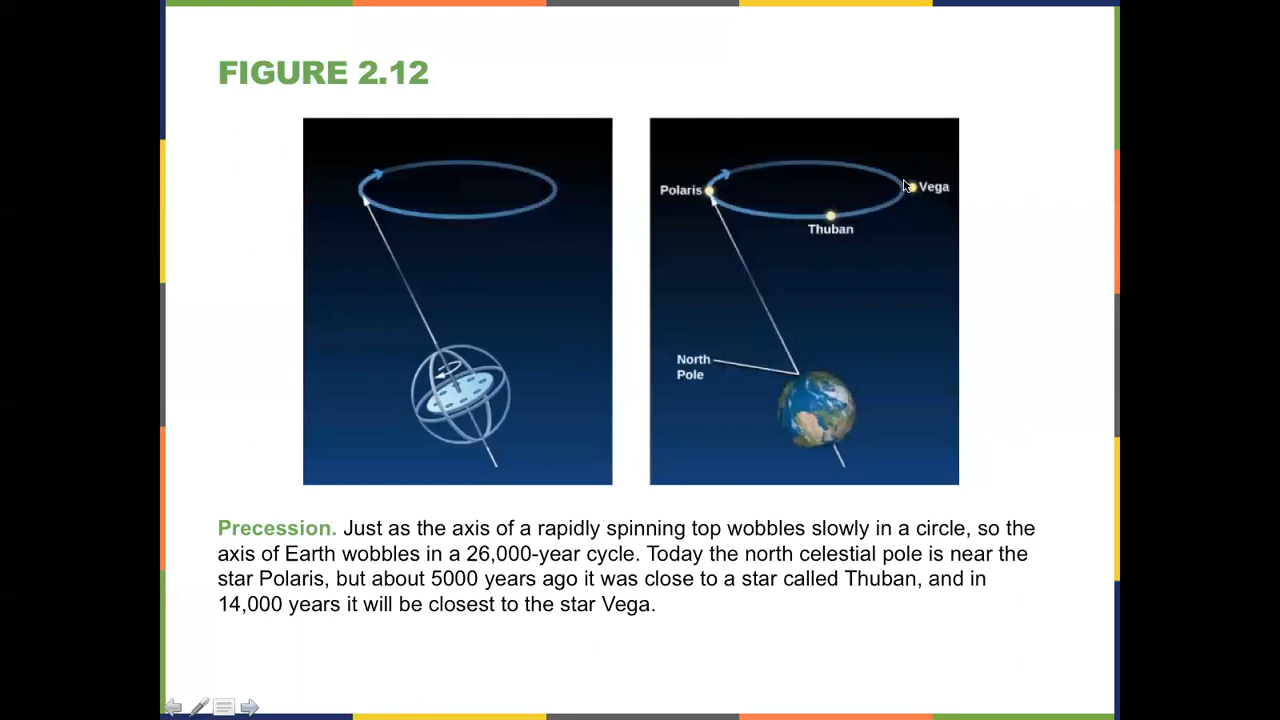 FIGURE 2.12
Polaris
Vega
Thuban
North
Pole
Precession. Just as the axis of a rapidly spinning top wobbles slowly in a circle, so the
axis of Earth wobbles in a 26,000-year cycle. Today the north celestial pole is near the
star Polaris, but about 5000 years ago it was close to a star called Thuban, and in
14,000 years it will be closest to the star Vega.